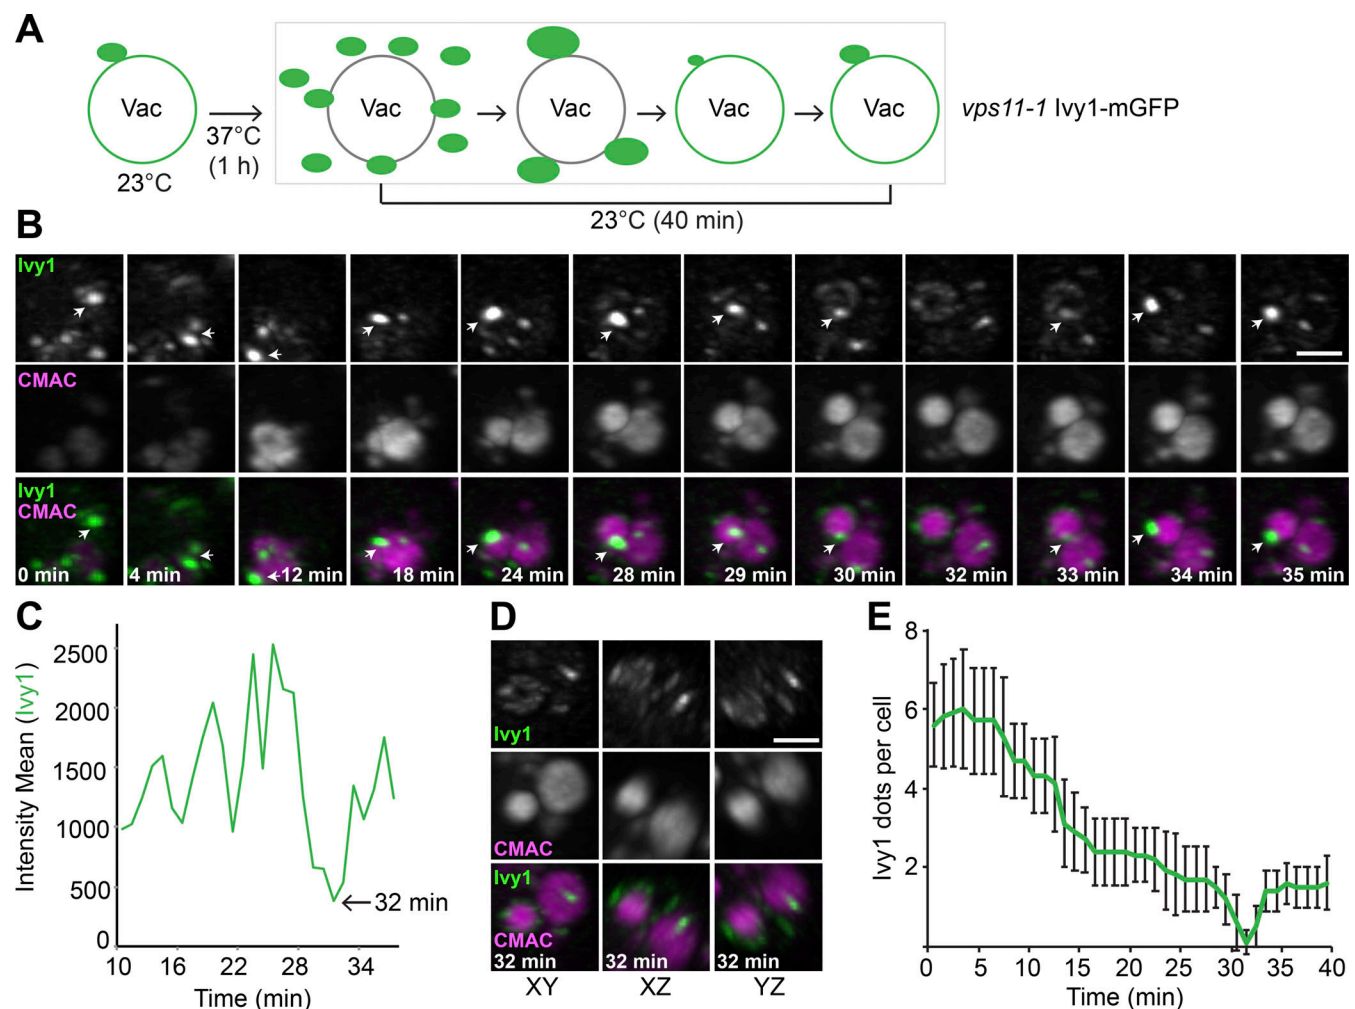 A
Vac
23°C
37°C
(1 h)
Vac
Vac
Vac
Vac
vps11-1 Ivy1-mGFP
23°C (40 min)
B
Ivy1
CMAC
Ivy1
CMAC
0 min
4 min
12 min
18 min
24 min
28 min
29 min
30 min
32 min
33 min
34 min
35 min
C
Intensity Mean (Ivy1)
2500
2000
1500
1000
500
0
32 min
10
16
22
28
34
Time (min)
D
Ivy1
CMAC
Ivy1
CMAC
32 min
32 min
32 min
XY
XZ
YZ
E
Ivy1 dots per cell
8
6
4
2
0
5
10
15
20
25
30
35
40
Time (min)